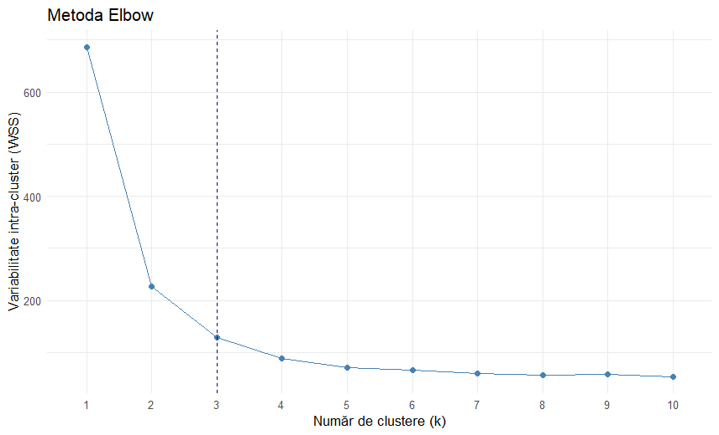 Metoda Elbow
Variabilitate intra-cluster (WSS)
600
400
200
1 2 3 4 5 6 7 8 9 10
Număr de clustere (k)